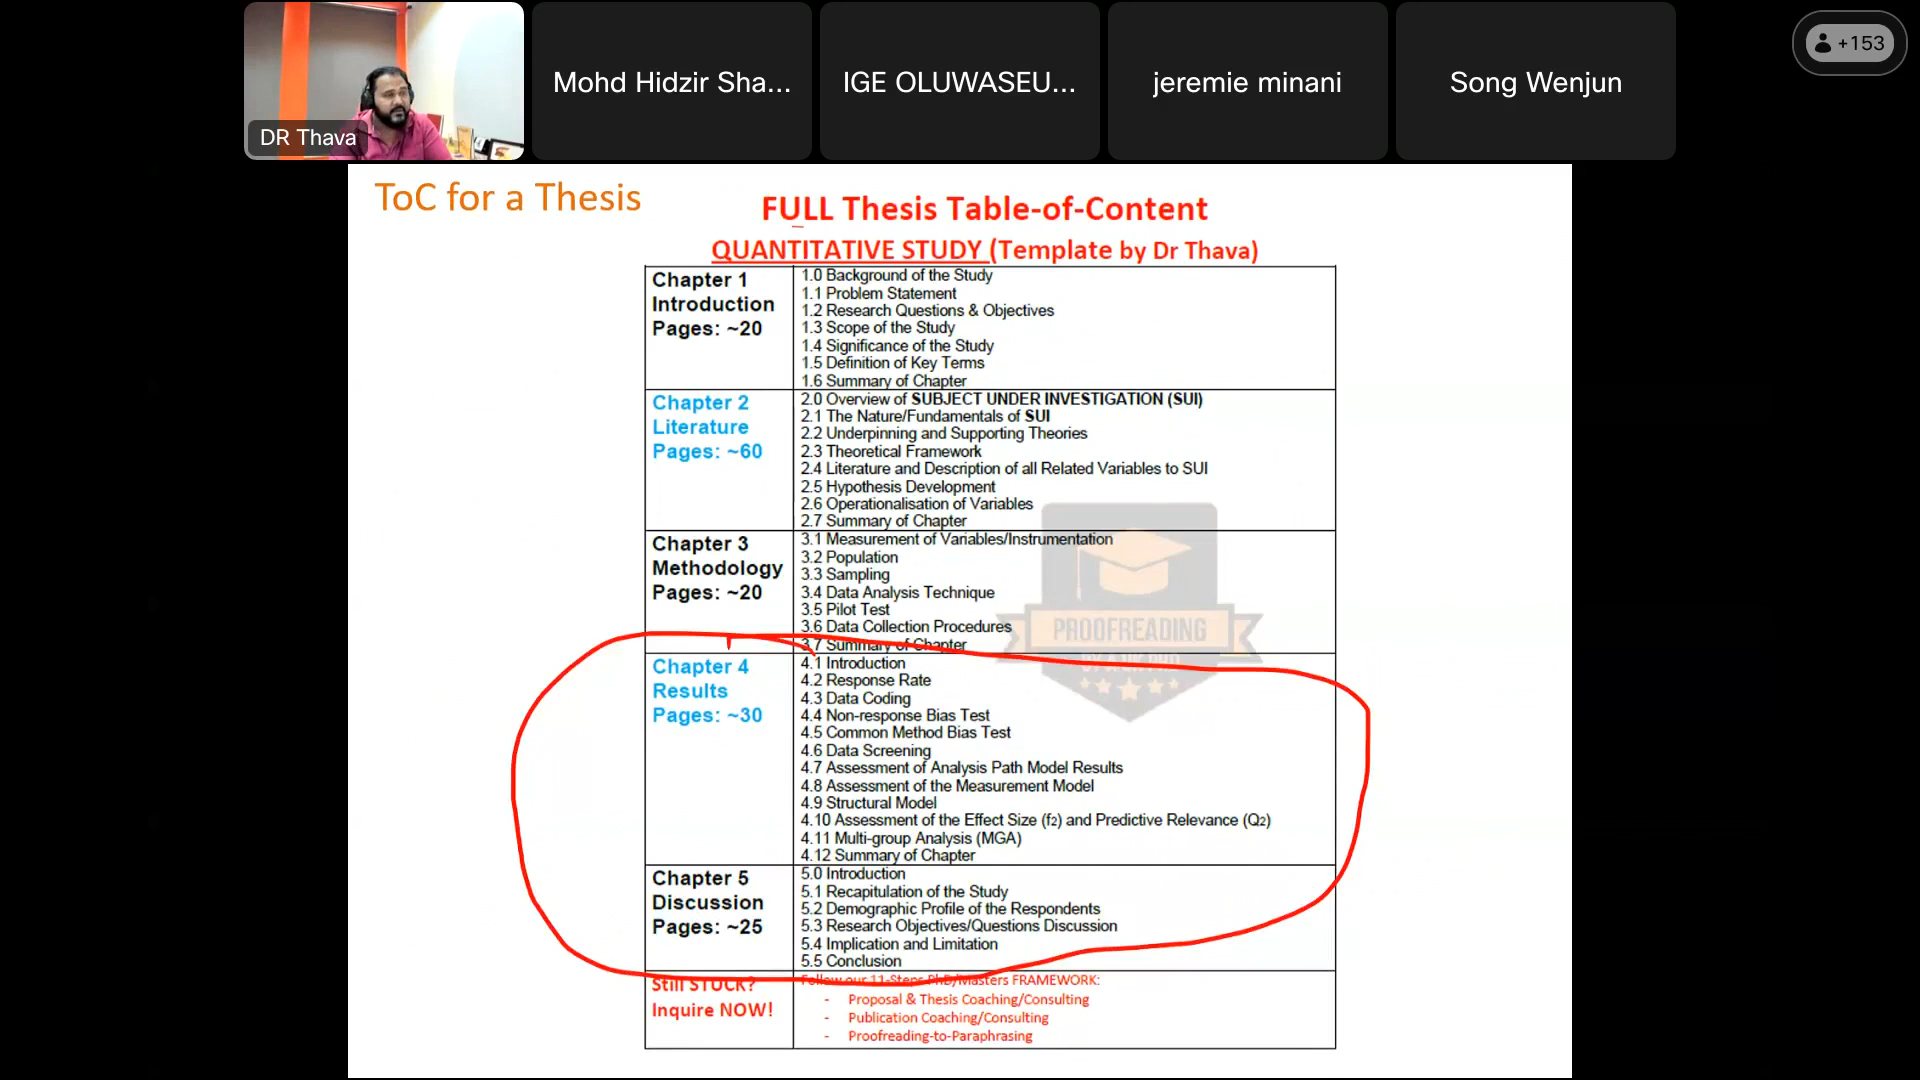 DR Thava
Mohd Hidzir Sha...
IGE OLUWASEU...
jeremie minani
Song Wenjun
+153
ToC for a Thesis
FULL Thesis Table-of-Content
QUANTITATIVE STUDY (Template by Dr Thava)
Chapter 1
Introduction
Pages: ~20
1.0 Background of the Study
1.1 Problem Statement
1.2 Research Questions & Objectives
1.3 Scope of the Study
1.4 Significance of the Study
1.5 Definition of Key Terms
1.6 Summary of Chapter
Chapter 2
Literature
Pages: ~60
2.0 Overview of SUBJECT UNDER INVESTIGATION (SUI)
2.1 The Nature/Fundamentals of SUI
2.2 Underpinning and Supporting Theories
2.3 Theoretical Framework
2.4 Literature and Description of all Related Variables to SUI
2.5 Hypothesis Development
2.6 Operationalisation of Variables
2.7 Summary of Chapter
Chapter 3
Methodology
Pages: ~20
3.1 Measurement of Variables/Instrumentation
3.2 Population
3.3 Sampling
3.4 Data Analysis Technique
3.5 Pilot Test
3.6 Data Collection Procedures
3.7 Summary of Chapter
PROOFREADING
BY A UK PHD
Chapter 4
Results
Pages: ~30
4.1 Introduction
4.2 Response Rate
4.3 Data Coding
4.4 Non-response Bias Test
4.5 Common Method Bias Test
4.6 Data Screening
4.7 Assessment of Analysis Path Model Results
4.8 Assessment of the Measurement Model
4.9 Structural Model
4.10 Assessment of the Effect Size (f2) and Predictive Relevance (Q2)
4.11 Multi-group Analysis (MGA)
4.12 Summary of Chapter
Chapter 5
Discussion
Pages: ~25
5.0 Introduction
5.1 Recapitulation of the Study
5.2 Demographic Profile of the Respondents
5.3 Research Objectives/Questions Discussion
5.4 Implication and Limitation
5.5 Conclusion
Still STUCK?
Inquire NOW!
Follow our 11-Steps PhD/Masters FRAMEWORK:
- Proposal & Thesis Coaching/Consulting
- Publication Coaching/Consulting
- Proofreading-to-Paraphrasing